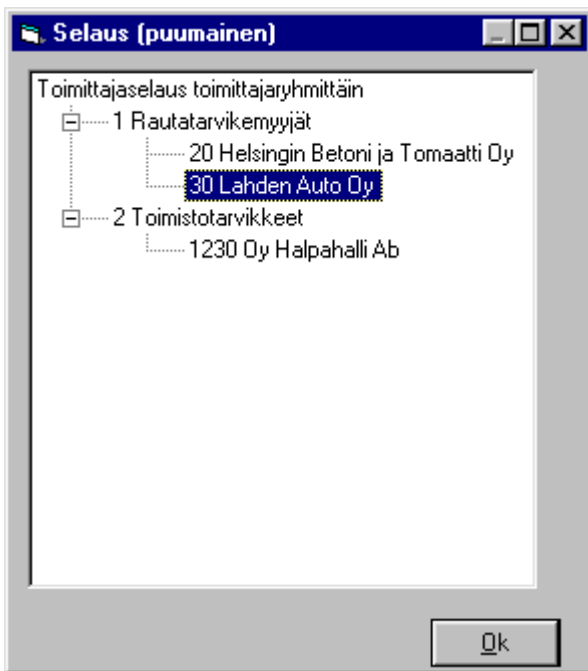 Selaus (puumainen)
Toimittajaselaus toimittajaryhmittäin
1 Rautatarvikemyyjät
20 Helsingin Betoni ja Tomaatti Oy
30 Lahden Auto Oy
2 Toimistotarvikkeet
1230 Oy Halpahalli Ab
Ok